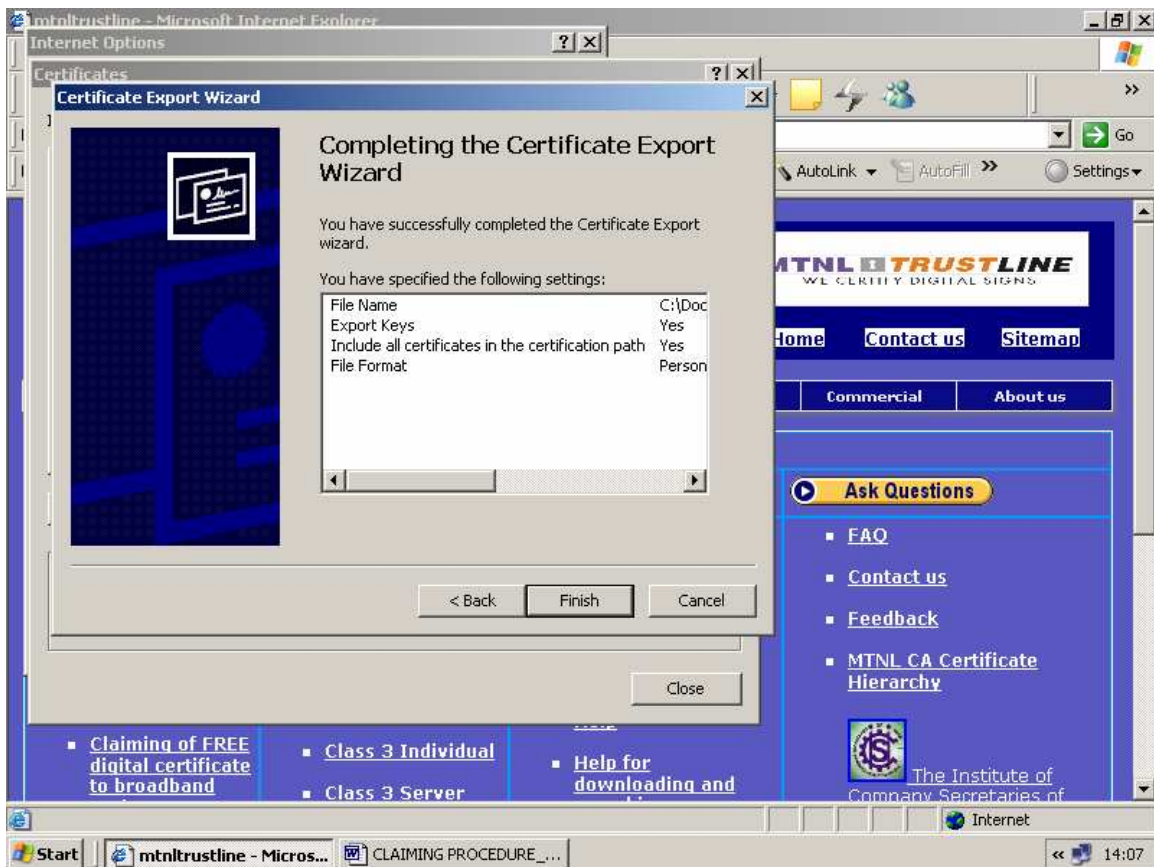 mtnltrustline - Microsoft Internet Explorer
Internet Options
Certificates
Certificate Export Wizard
Completing the Certificate Export
Wizard
You have successfully completed the Certificate Export
wizard.
You have specified the following settings:
File Name C:\Doc
Export Keys Yes
Include all certificates in the certification path Yes
File Format Person
< Back Finish Cancel
Close
Go
AutoLink AutoFill Settings
MTNL TRUSTLINE
WE CERTIFY DIGITAL SIGNS
Home Contact us Sitemap
Commercial About us
Ask Questions
FAQ
Contact us
Feedback
MTNL CA Certificate
Hierarchy
The Institute of
Company Secretaries of
Claiming of FREE
digital certificate
to broadband
Class 3 Individual
Class 3 Server
Help for
downloading and
Internet
Start mtnltrustline - Micros... CLAIMING PROCEDURE_... 14:07